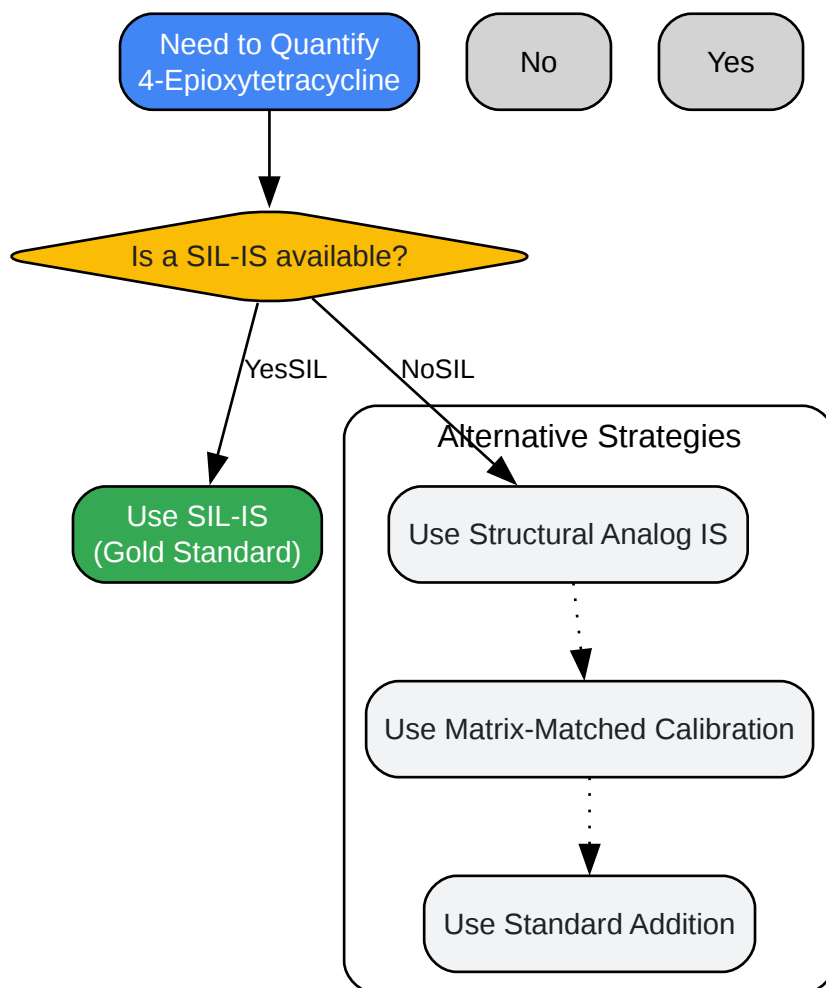 Need to Quantify
4-Epioxytetracycline
No
Yes
Is a SIL-IS available?
YesSIL
NoSIL
Alternative Strategies
Use SIL-IS
(Gold Standard)
Use Structural Analog IS
Use Matrix-Matched Calibration
Use Standard Addition